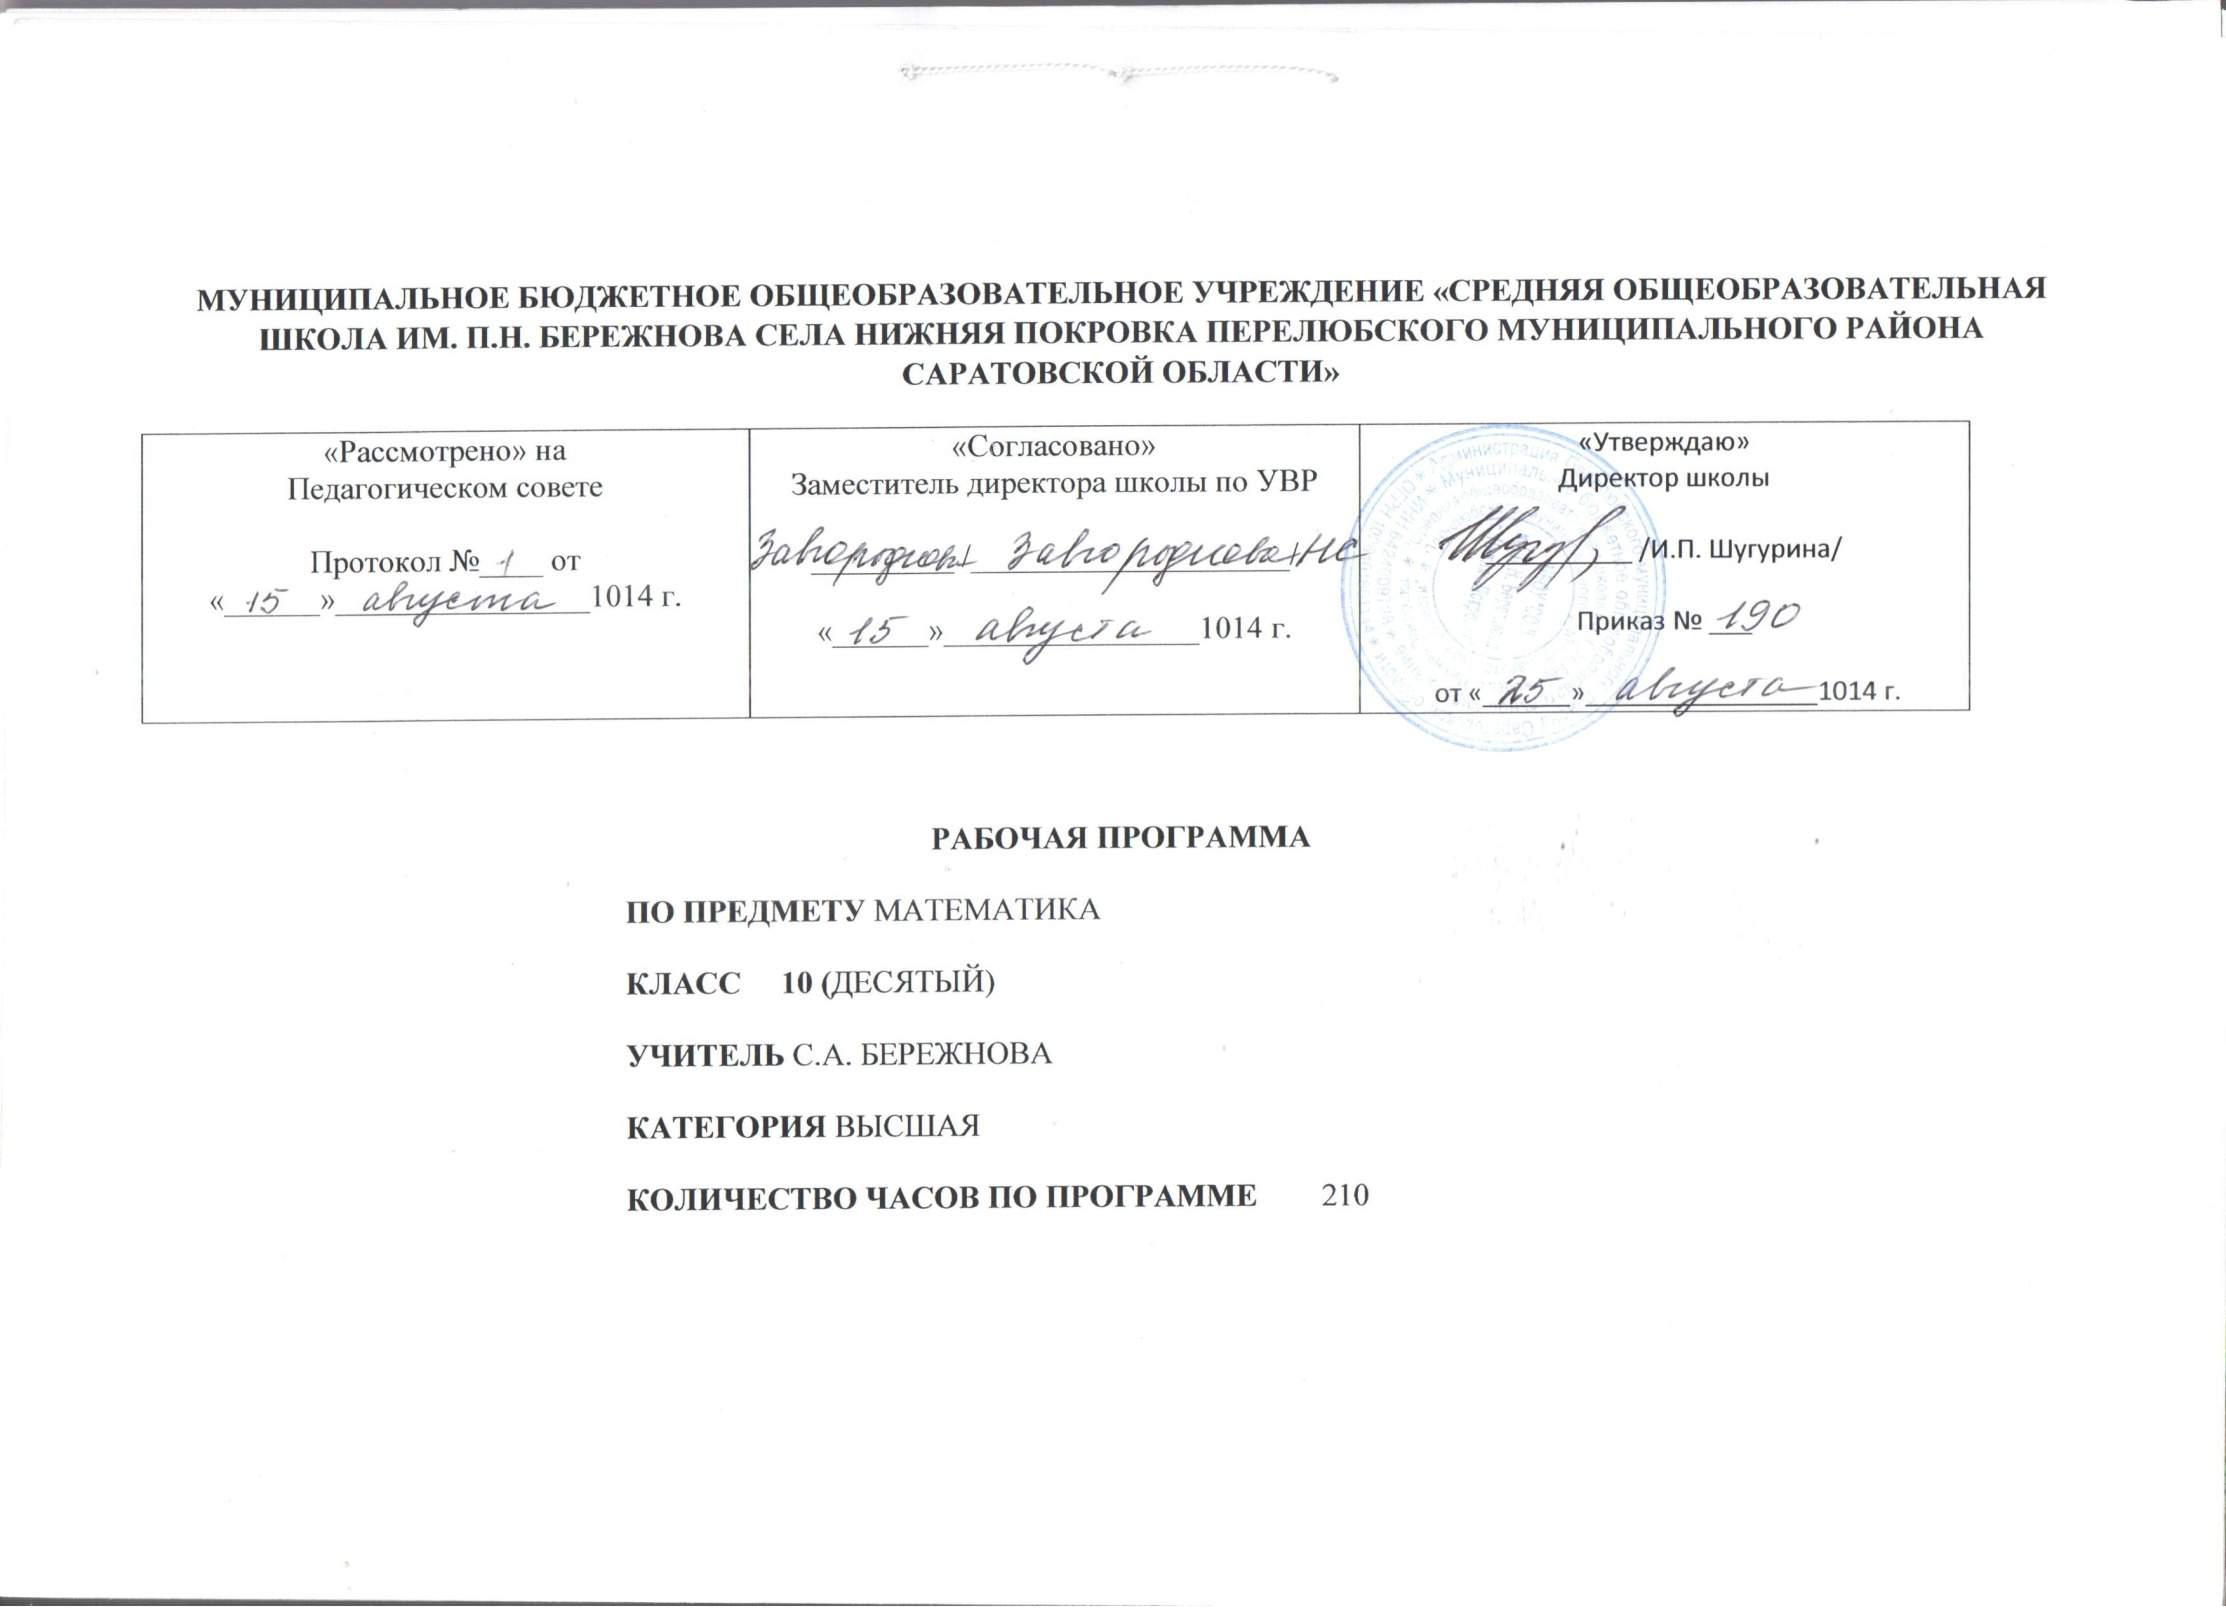 МУНИЦИПАЛЬНОЕ БЮДЖЕТНОЕ ОБЩЕОБРАЗОВАТЕЛЬНОЕ УЧРЕЖДЕНИЕ «СРЕДНЯЯ ОБЩЕОБРАЗОВАТЕЛЬНАЯ
ШКОЛА ИМ. П.Н. БЕРЕЖНОВА СЕЛА НИЖНЯЯ ПОКРОВКА ПЕРЕЛЮБСКОГО МУНИЦИПАЛЬНОГО РАЙОНА
САРАТОВСКОЙ ОБЛАСТИ»
«Рассмотрено» на
Педагогическом совете
Протокол № 1 от
« 15 » августа 1014 г.
«Согласовано»
Заместитель директора школы по УВР
« 15 » августа 1014 г.
«Утверждаю»
Директор школы
/И.П. Шугурина/
Приказ № 190
от « 25 » августа 1014 г.
РАБОЧАЯ ПРОГРАММА
ПО ПРЕДМЕТУ МАТЕМАТИКА
КЛАСС 10 (ДЕСЯТЫЙ)
УЧИТЕЛЬ С.А. БЕРЕЖНОВА
КАТЕГОРИЯ ВЫСШАЯ
КОЛИЧЕСТВО ЧАСОВ ПО ПРОГРАММЕ 210